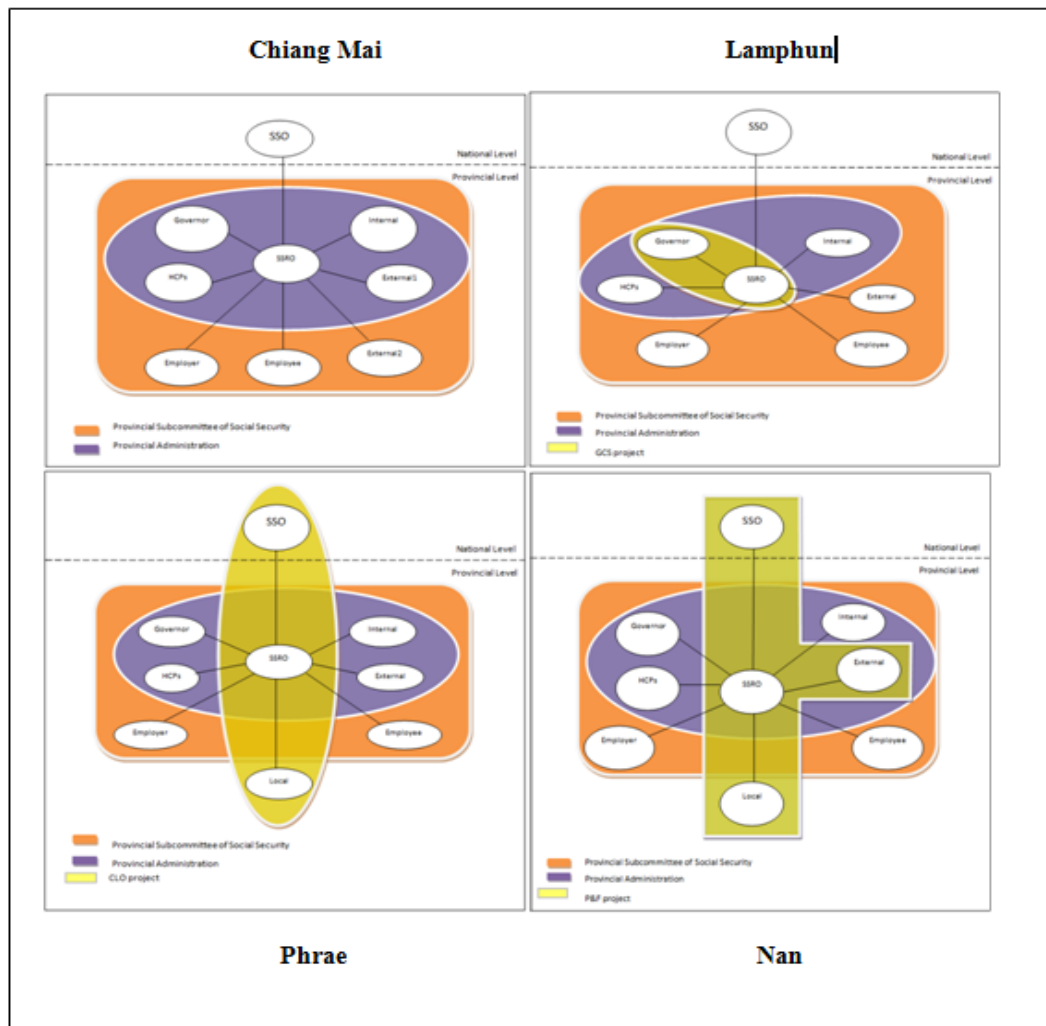 Chiang Mai
Lamphun
SSO
National Level
Provincial Level
Governor
Internal
SSRO
HCPs
External1
Employer
Employee
External2
Provincial Subcommittee of Social Security
Provincial Administration
SSO
National Level
Provincial Level
Governor
Internal
SSRO
HCPs
External
Employer
Employee
Provincial Subcommittee of Social Security
Provincial Administration
GCS project
SSO
National Level
Provincial Level
Governor
Internal
SSRO
HCPs
External
Employer
Employee
Local
Provincial Subcommittee of Social Security
Provincial Administration
CLO project
SSO
National Level
Provincial Level
Internal
Governor
External
HCPs
SSRO
Employer
Employee
Local
Provincial Subcommittee of Social Security
Provincial Administration
P&F project
Phrae
Nan